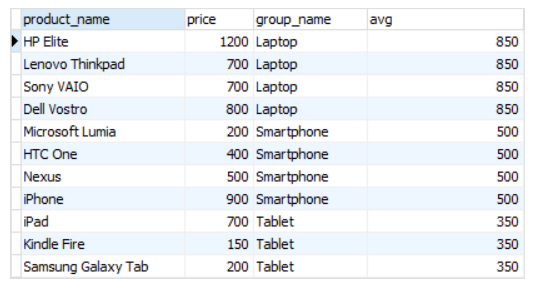 product_name price group_name avg
HP Elite 1200 Laptop 850
Lenovo Thinkpad 700 Laptop 850
Sony VAIO 700 Laptop 850
Dell Vostro 800 Laptop 850
Microsoft Lumia 200 Smartphone 500
HTC One 400 Smartphone 500
Nexus 500 Smartphone 500
iPhone 900 Smartphone 500
iPad 700 Tablet 350
Kindle Fire 150 Tablet 350
Samsung Galaxy Tab 200 Tablet 350